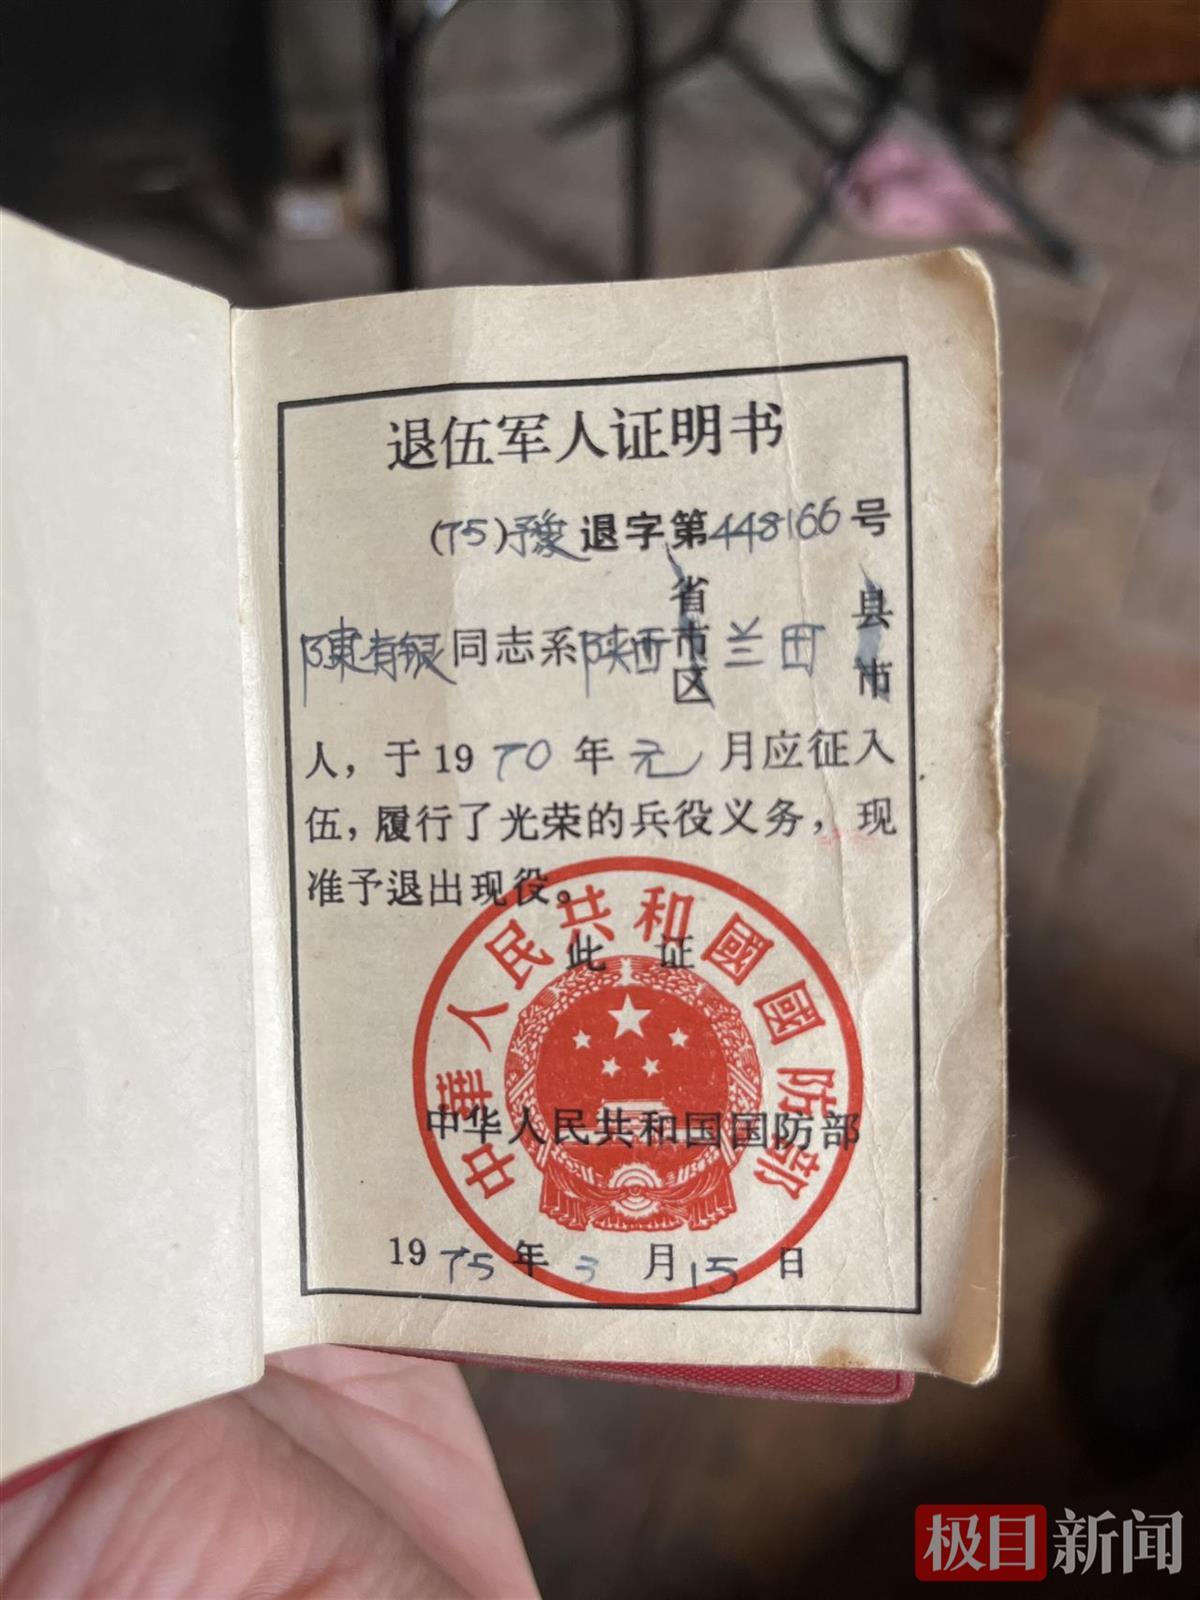 退伍军人证明书
(75)豫退字第448166号
陳有银同志系陕西省市区兰田县市
人，于1970年元月应征入
伍，履行了光荣的兵役义务，现
准予退出现役。
此证
中华人民共和国国防部
中華人民共和國國防部
1975年3月15日
极目新闻